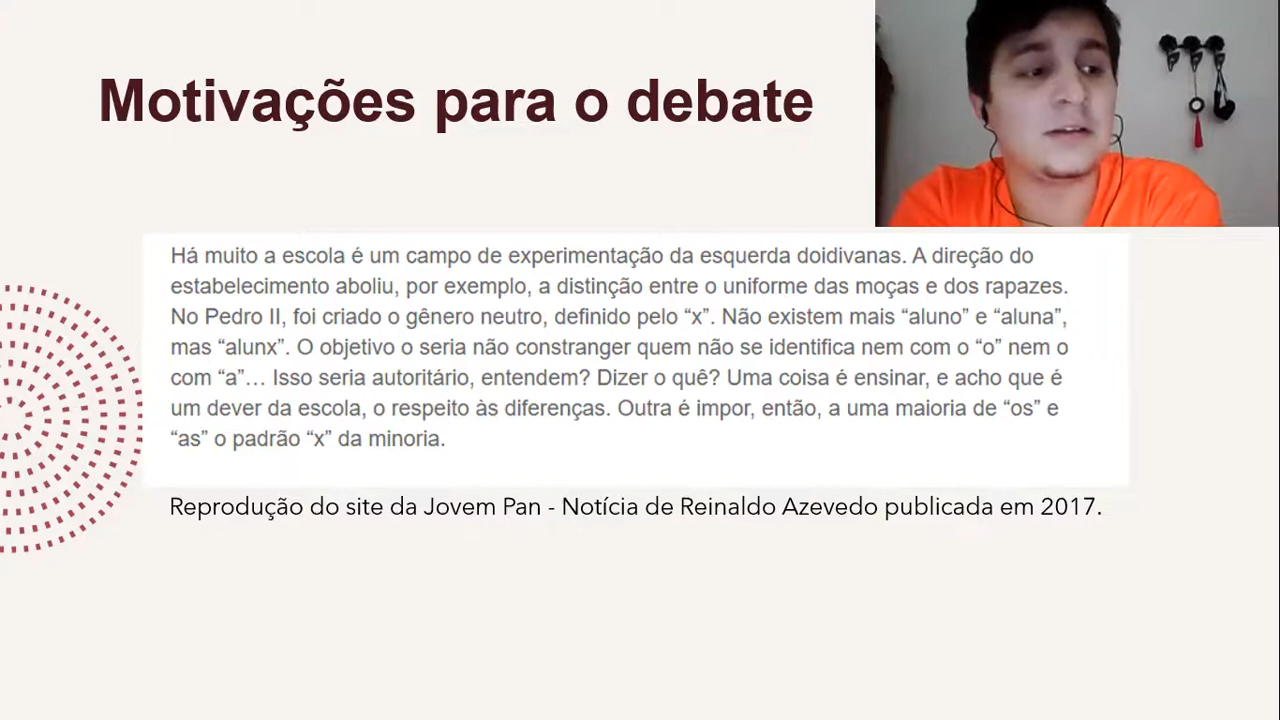 Motivações para o debate
Há muito a escola é um campo de experimentação da esquerda doidivanas. A direção do
estabelecimento aboliu, por exemplo, a distinção entre o uniforme das moças e dos rapazes.
No Pedro II, foi criado o gênero neutro, definido pelo “x”. Não existem mais “aluno” e “aluna”,
mas “alunx”. O objetivo o seria não constranger quem não se identifica nem com o “o” nem o
com “a”… Isso seria autoritário, entendem? Dizer o quê? Uma coisa é ensinar, e acho que é
um dever da escola, o respeito às diferenças. Outra é impor, então, a uma maioria de “os” e
“as” o padrão “x” da minoria.
Reprodução do site da Jovem Pan - Notícia de Reinaldo Azevedo publicada em 2017.